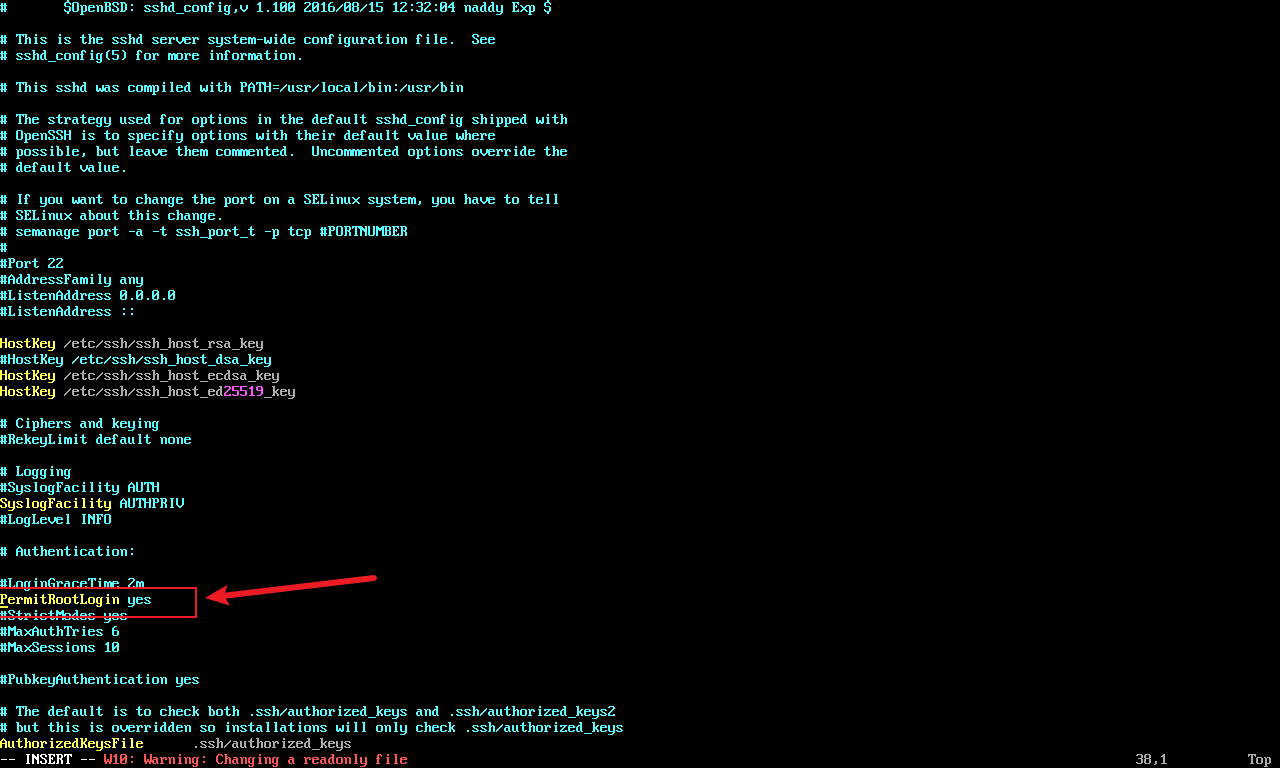 #       $OpenBSD: sshd_config,v 1.100 2016/08/15 12:32:04 naddy Exp $
# This is the sshd server system-wide configuration file.  See
# sshd_config(5) for more information.
# This sshd was compiled with PATH=/usr/local/bin:/usr/bin
# The strategy used for options in the default sshd_config shipped with
# OpenSSH is to specify options with their default value where
# possible, but leave them commented.  Uncommented options override the
# default value.
# If you want to change the port on a SELinux system, you have to tell
# SELinux about this change.
# semanage port -a -t ssh_port_t -p tcp #PORTNUMBER
#
#Port 22
#AddressFamily any
#ListenAddress 0.0.0.0
#ListenAddress ::
HostKey /etc/ssh/ssh_host_rsa_key
#HostKey /etc/ssh/ssh_host_dsa_key
HostKey /etc/ssh/ssh_host_ecdsa_key
HostKey /etc/ssh/ssh_host_ed25519_key
# Ciphers and keying
#RekeyLimit default none
# Logging
#SyslogFacility AUTH
SyslogFacility AUTHPRIV
#LogLevel INFO
# Authentication:
#LoginGraceTime 2m
PermitRootLogin yes
#StrictModes yes
#MaxAuthTries 6
#MaxSessions 10
#PubkeyAuthentication yes
# The default is to check both .ssh/authorized_keys and .ssh/authorized_keys2
# but this is overridden so installations will only check .ssh/authorized_keys
AuthorizedKeysFile      .ssh/authorized_keys
-- INSERT -- W10: Warning: Changing a readonly file 38,1 Top